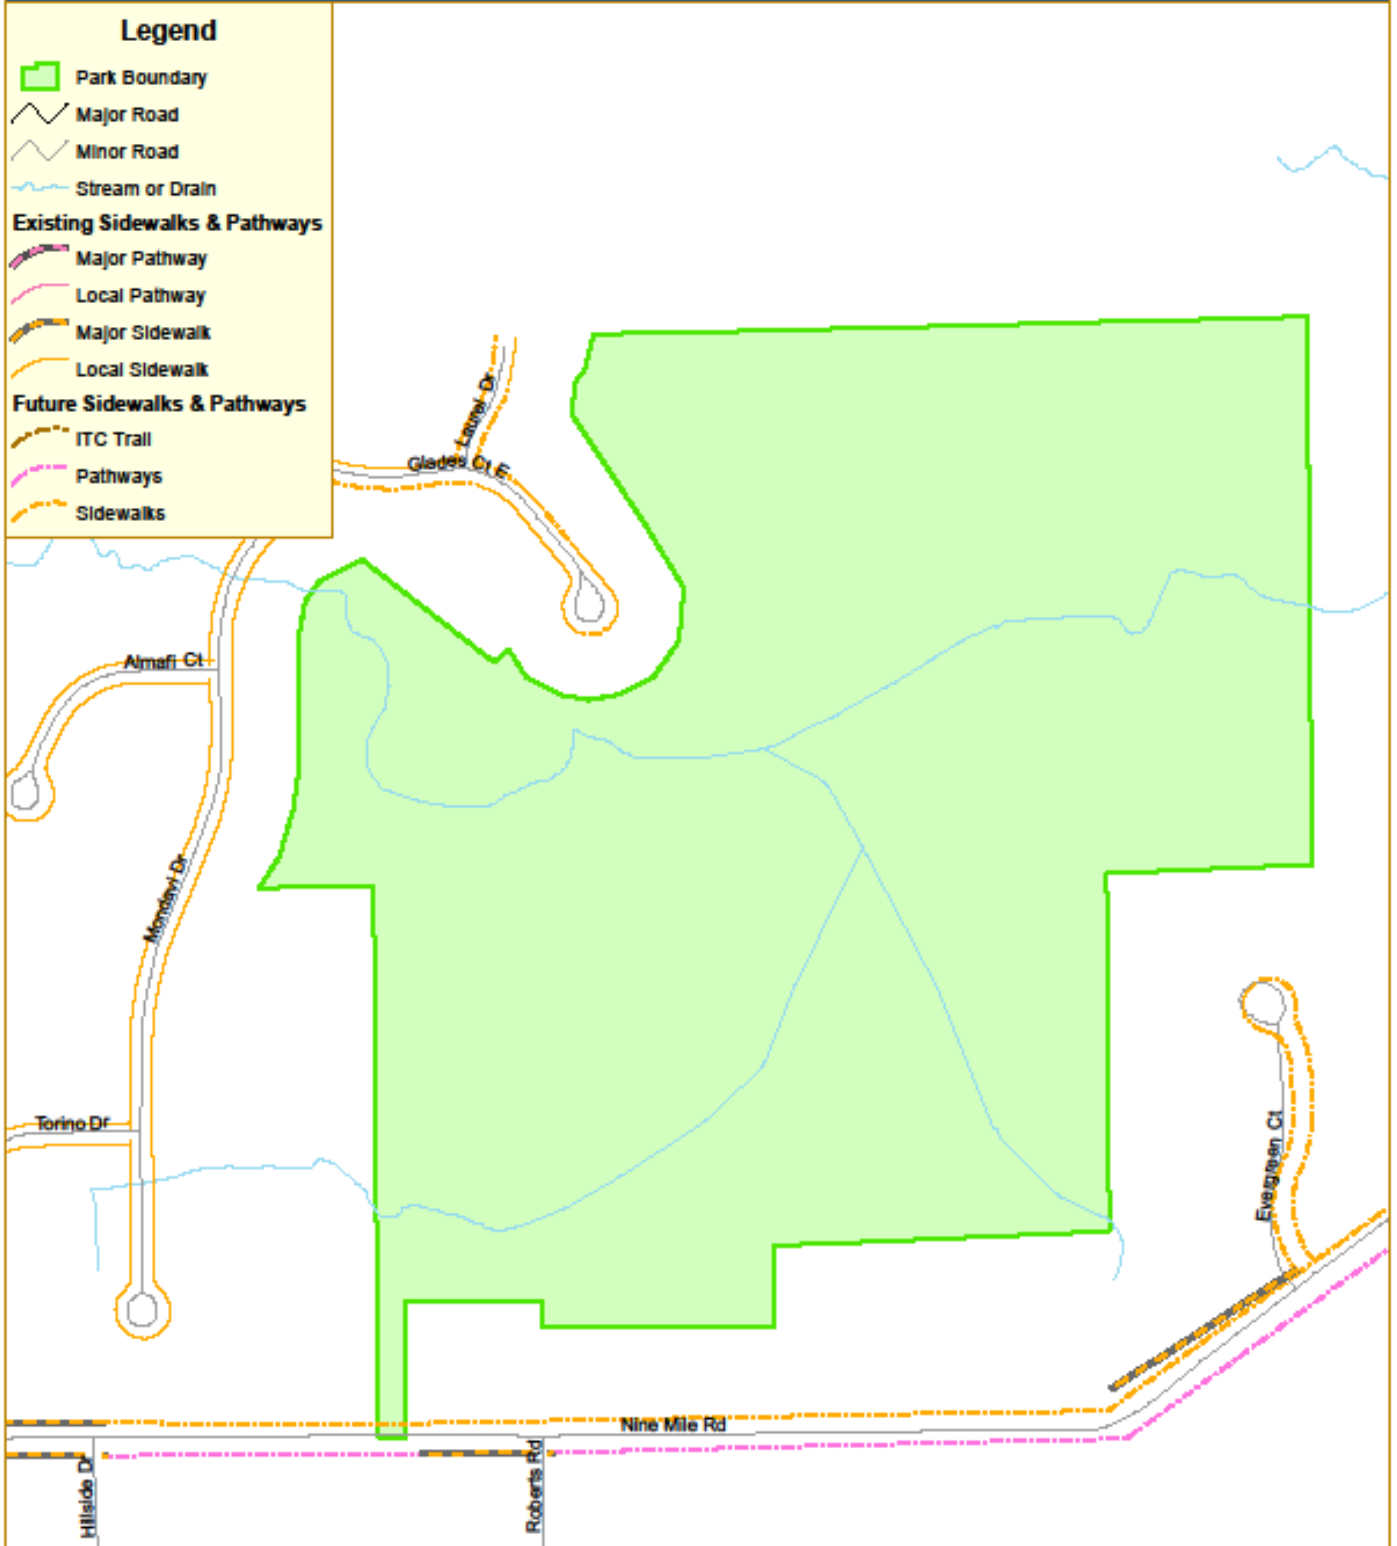 Legend
Park Boundary
Major Road
Minor Road
Stream or Drain
Existing Sidewalks & Pathways
Major Pathway
Local Pathway
Major Sidewalk
Local Sidewalk
Future Sidewalks & Pathways
ITC Trail
Pathways
Sidewalks
Laurel Dr
Glades Ct E
Almafi Ct
Mondavi Dr
Torino Dr
Evergreen Ct
Nine Mile Rd
Hillside Dr
Roberts Rd